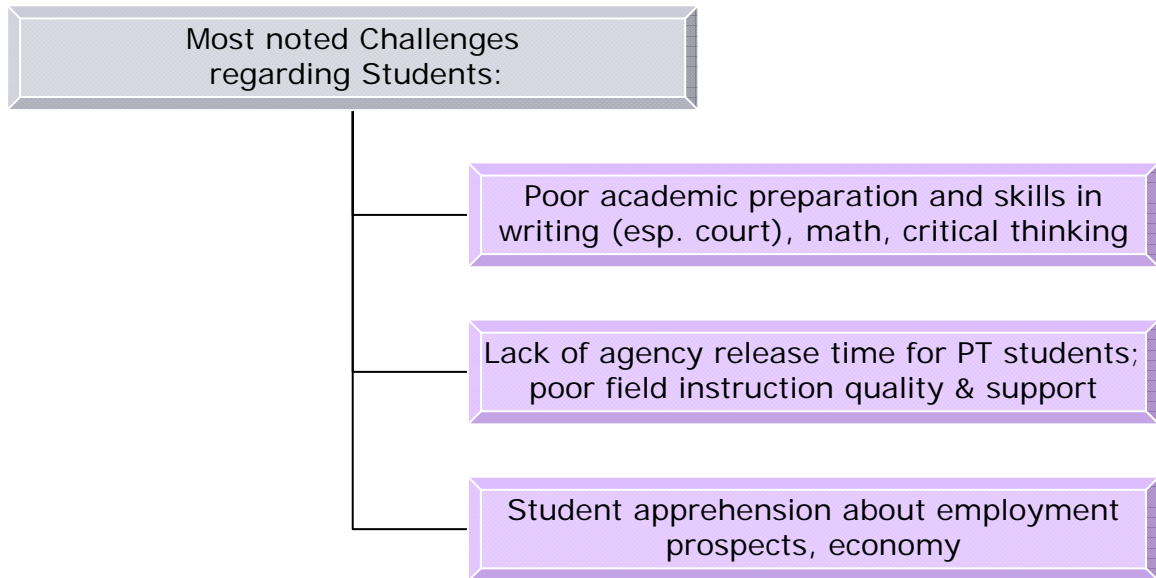 Most noted Challenges
regarding Students:
Poor academic preparation and skills in
writing (esp. court), math, critical thinking
Lack of agency release time for PT students;
poor field instruction quality & support
Student apprehension about employment
prospects, economy